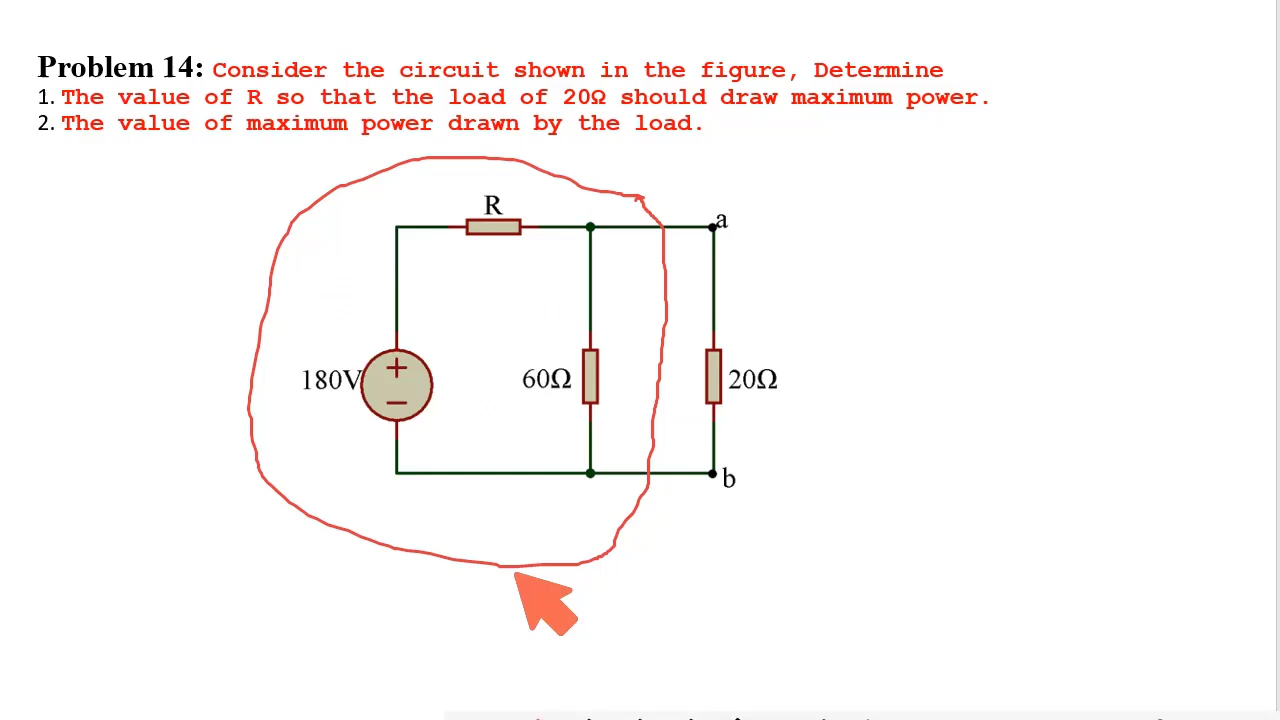 Problem 14: Consider the circuit shown in the figure, Determine
1. The value of R so that the load of 20Ω should draw maximum power.
2. The value of maximum power drawn by the load.
R
a
180V
60Ω
20Ω
b